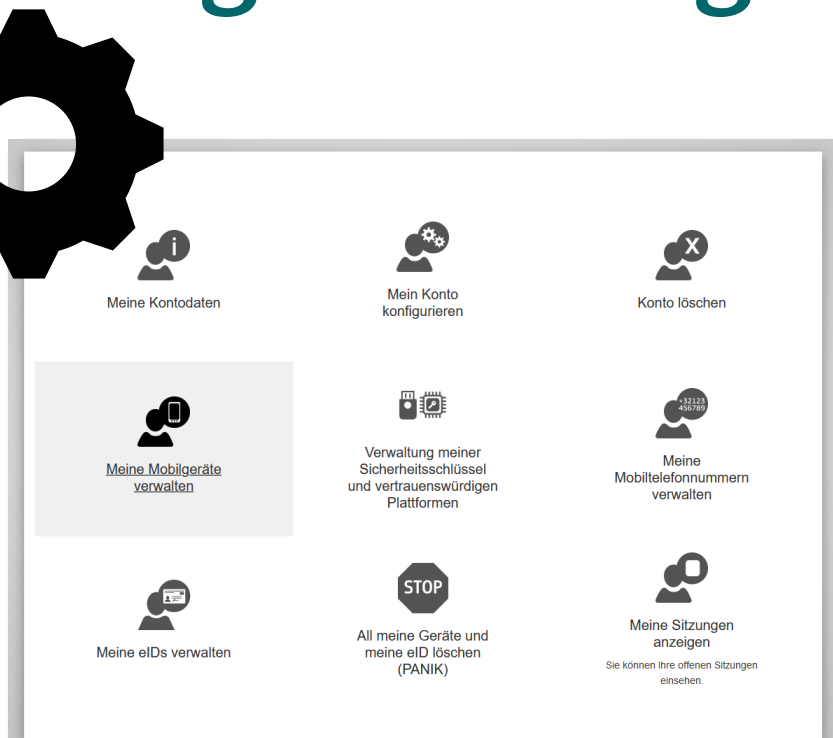 i
X
Meine Kontodaten
Mein Konto
konfigurieren
Konto löschen
+32123
456789
Meine Mobilgeräte
verwalten
Verwaltung meiner
Sicherheitsschlüssel
und vertrauenswürdigen
Plattformen
Meine
Mobiltelefonnummern
verwalten
STOP
Meine eIDs verwalten
All meine Geräte und
meine eID löschen
(PANIK)
Meine Sitzungen
anzeigen
Sie können Ihre offenen Sitzungen
einsehen.